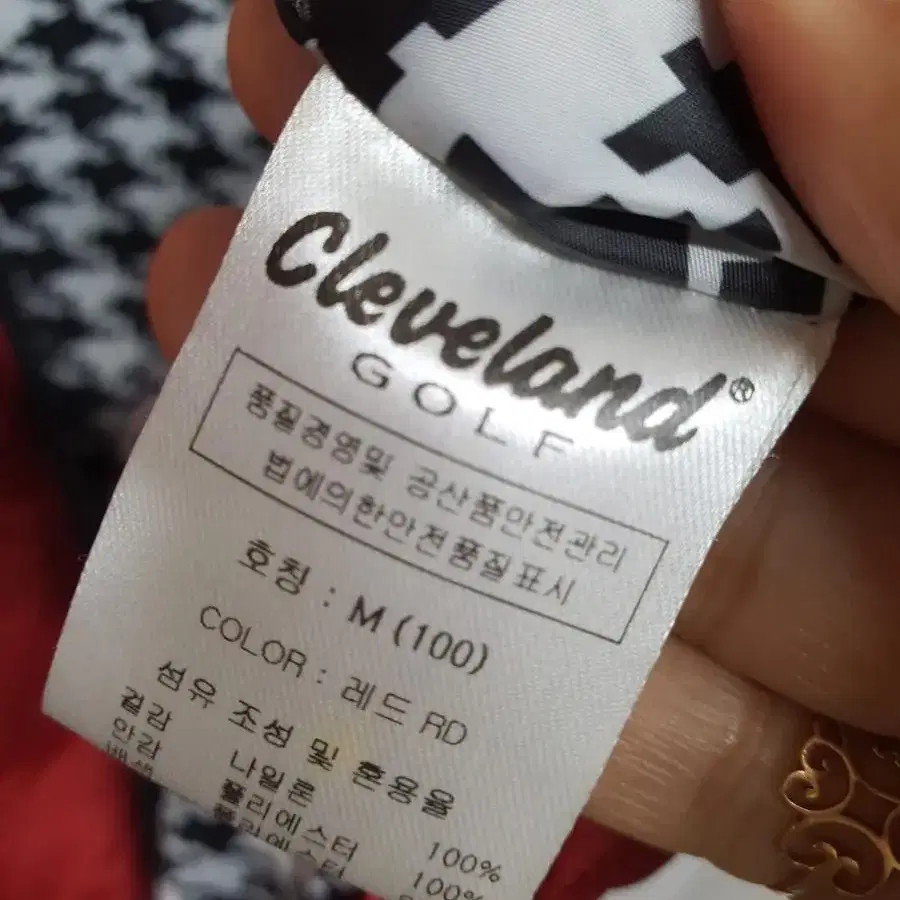 Cleveland®
GOLF
품질경영및 공산품안전관리
법에의한안전품질표시
호칭 : M (100)
COLOR : 레드 RD
섬유 조성 및 혼용율
겉감 나일론 100%
안감 폴리에스터 100%
배색 폴리에스터